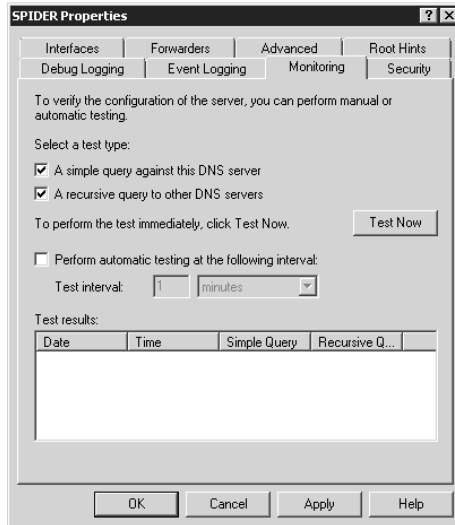 SPIDER Properties
Interfaces Forwarders Advanced Root Hints
Debug Logging Event Logging Monitoring Security
To verify the configuration of the server, you can perform manual or
automatic testing.
Select a test type:
A simple query against this DNS server
A recursive query to other DNS servers
To perform the test immediately, click Test Now. Test Now
Perform automatic testing at the following interval:
Test interval: 1 minutes
Test results:
Date Time Simple Query Recursive Q...
OK Cancel Apply Help